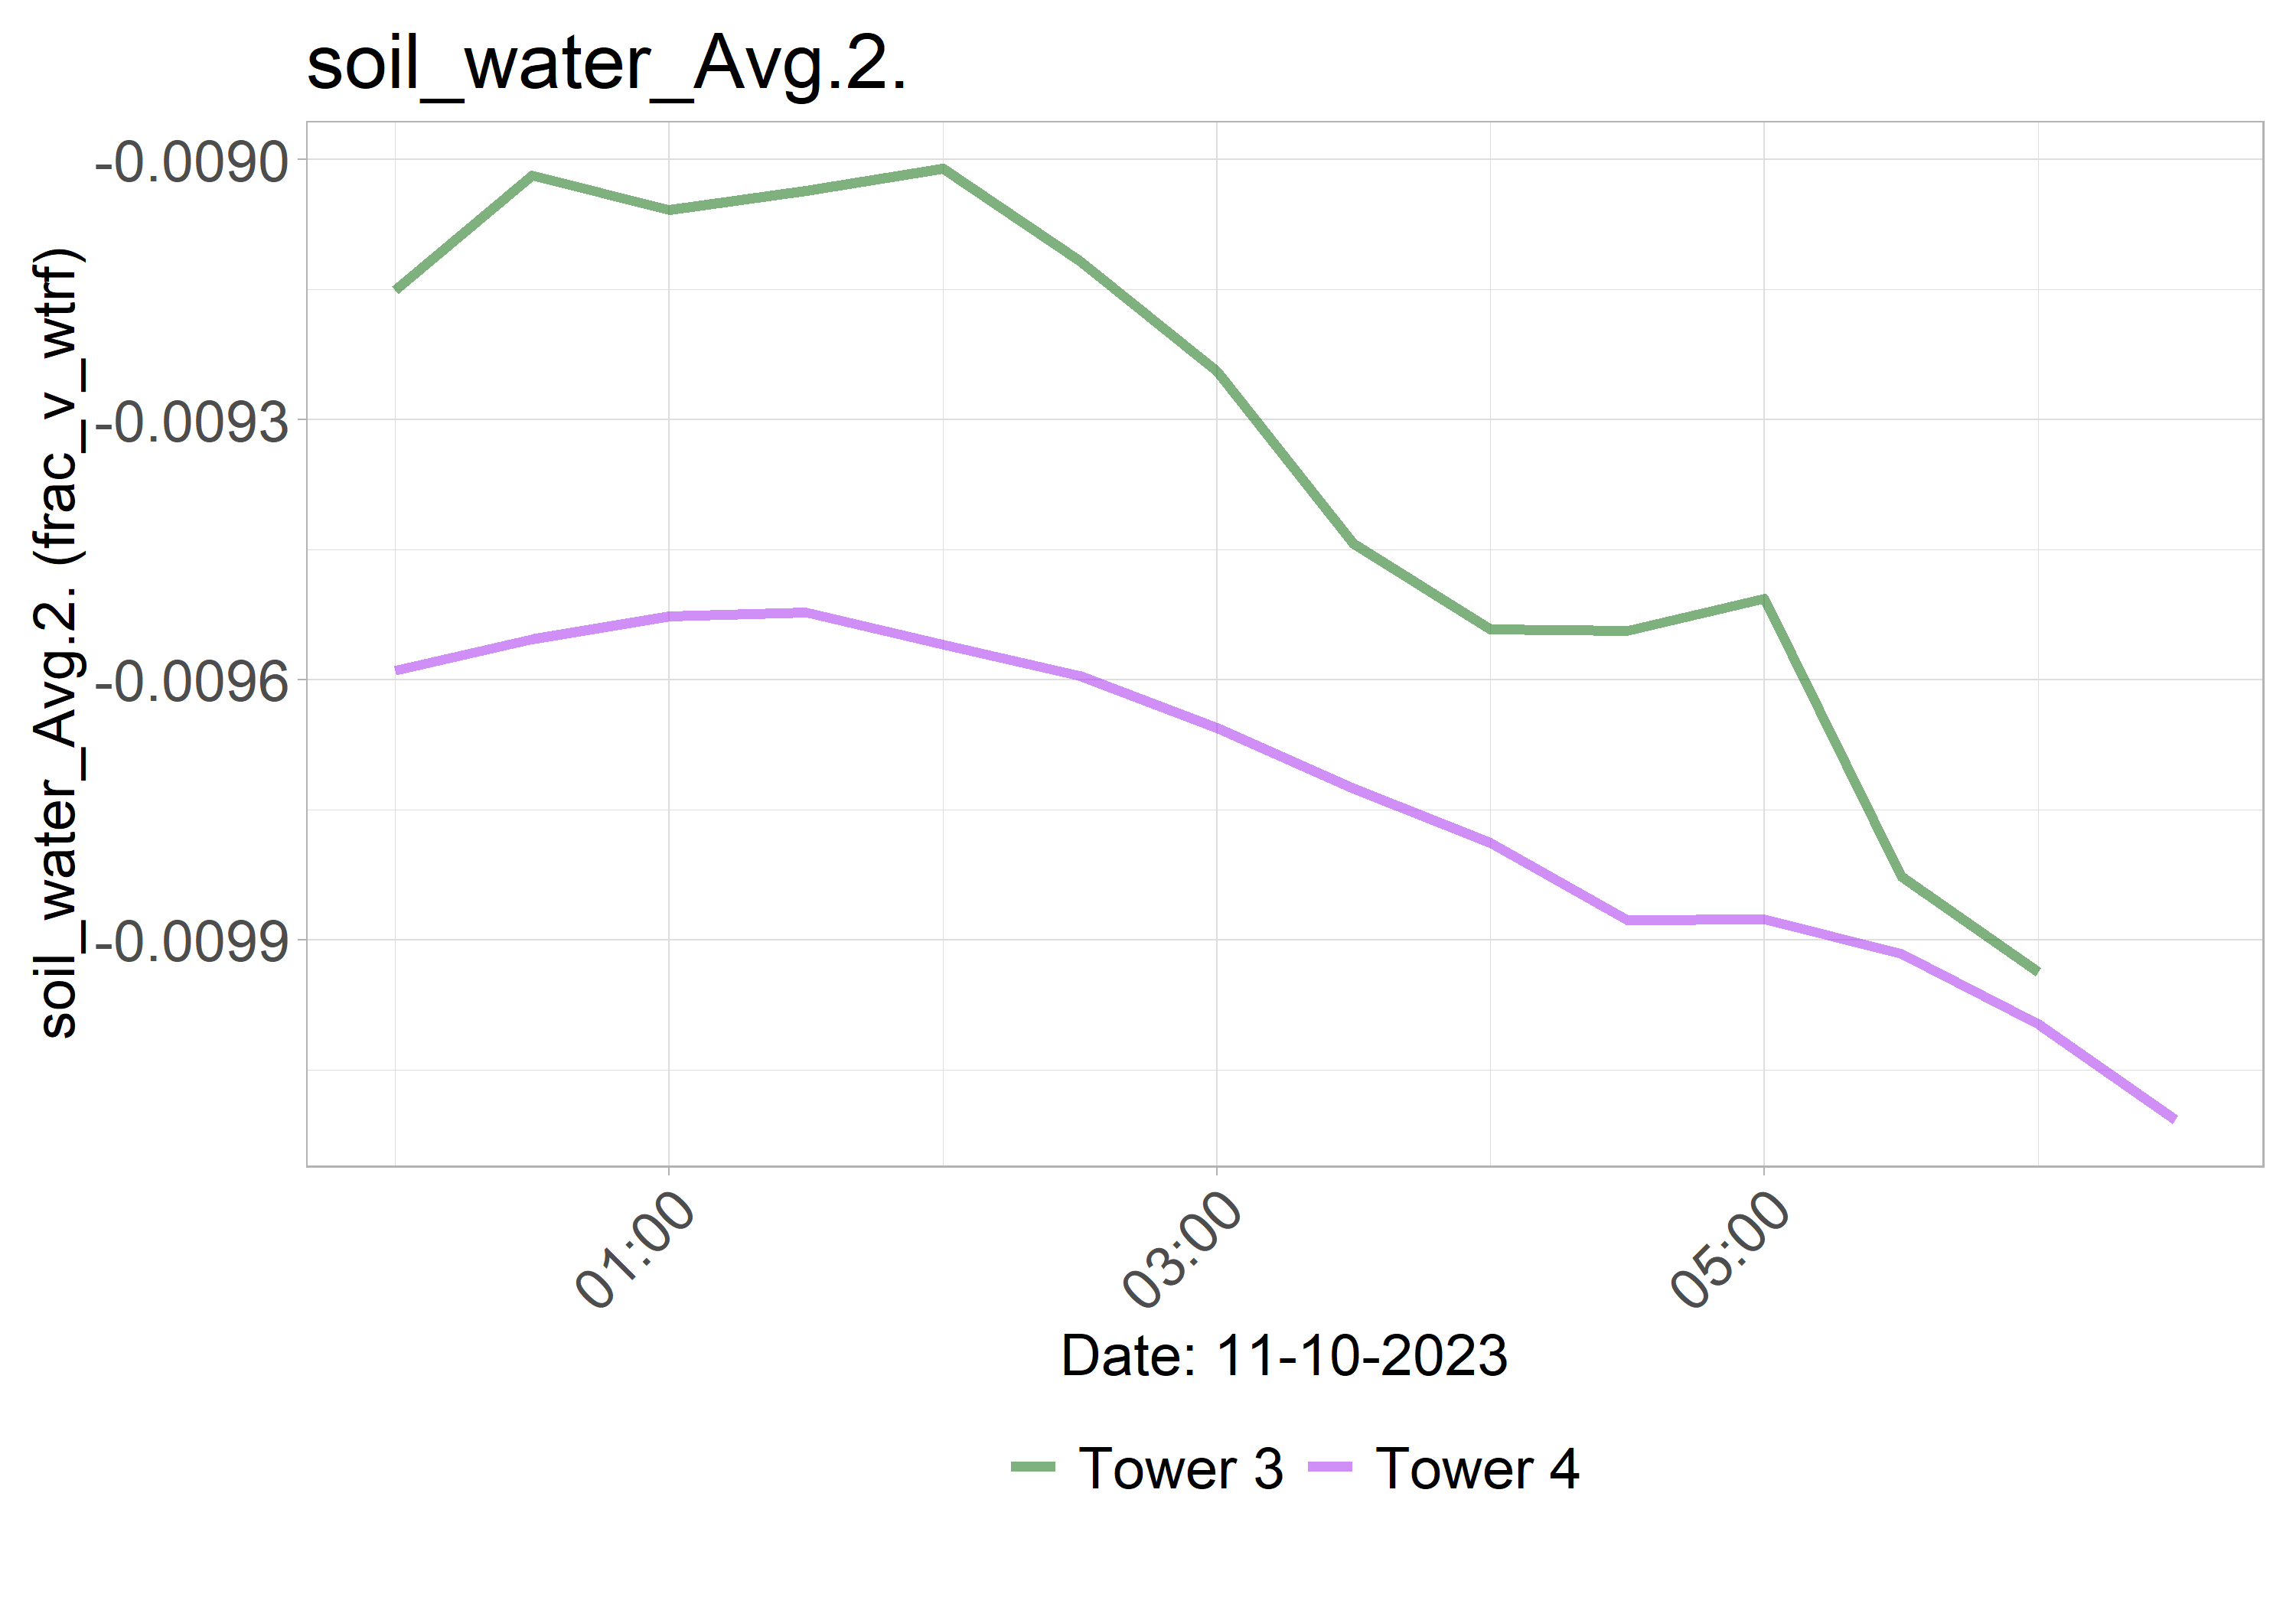 soil_water_Avg.2.
soil_water_Avg.2. (frac_v_wtrf)
-0.0090
-0.0093
-0.0096
-0.0099
01:00
03:00
05:00
Date: 11-10-2023
Tower 3
Tower 4